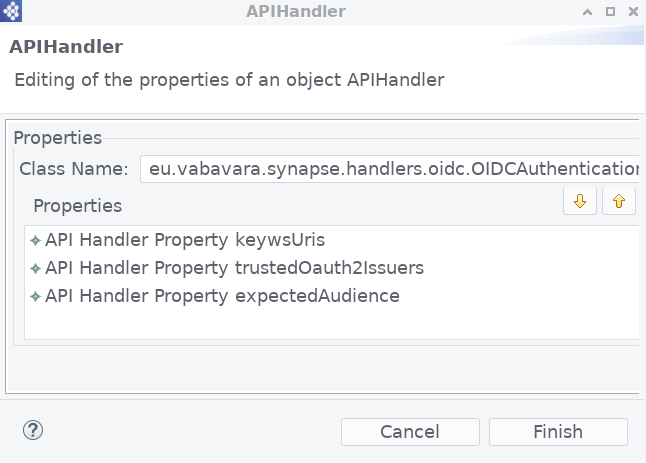 APIHandler
APIHandler
Editing of the properties of an object APIHandler
Properties
Class Name: eu.vabavara.synapse.handlers.oidc.OIDCAuthentication
Properties
API Handler Property keywsUris
API Handler Property trustedOauth2Issuers
API Handler Property expectedAudience
? Cancel Finish